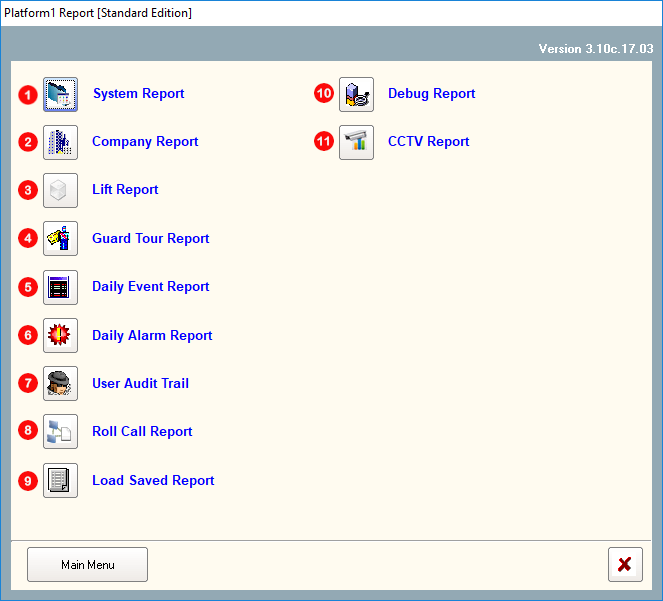 Platform1 Report [Standard Edition]
Version 3.10c.17.03
1 System Report
2 Company Report
3 Lift Report
4 Guard Tour Report
5 Daily Event Report
6 Daily Alarm Report
7 User Audit Trail
8 Roll Call Report
9 Load Saved Report
10 Debug Report
11 CCTV Report
Main Menu